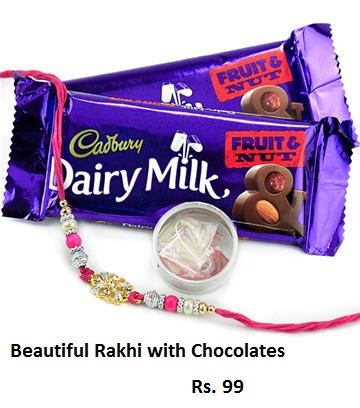 FRUIT &
NUT
Cadbury
Dairy Milk
FRUIT &
NUT
&
Beautiful Rakhi with Chocolates
Rs. 99